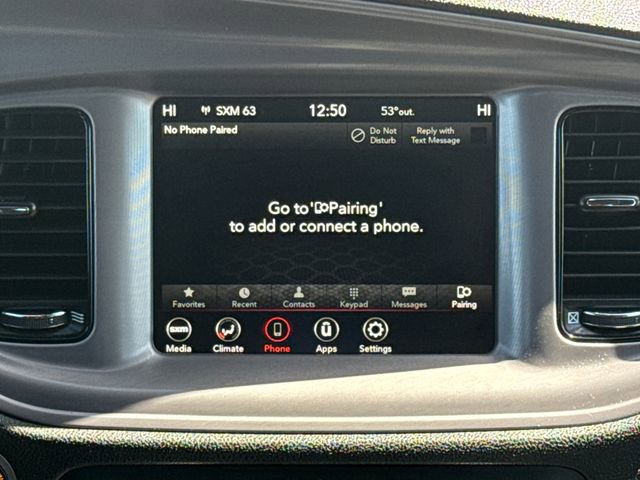 HI SXM 63 12:50 53°out. HI
No Phone Paired
Do Not
Disturb
Reply with
Text Message
Go to 'Pairing'
to add or connect a phone.
Favorites Recent Contacts Keypad Messages Pairing
sxm ū
Media Climate Phone Apps Settings